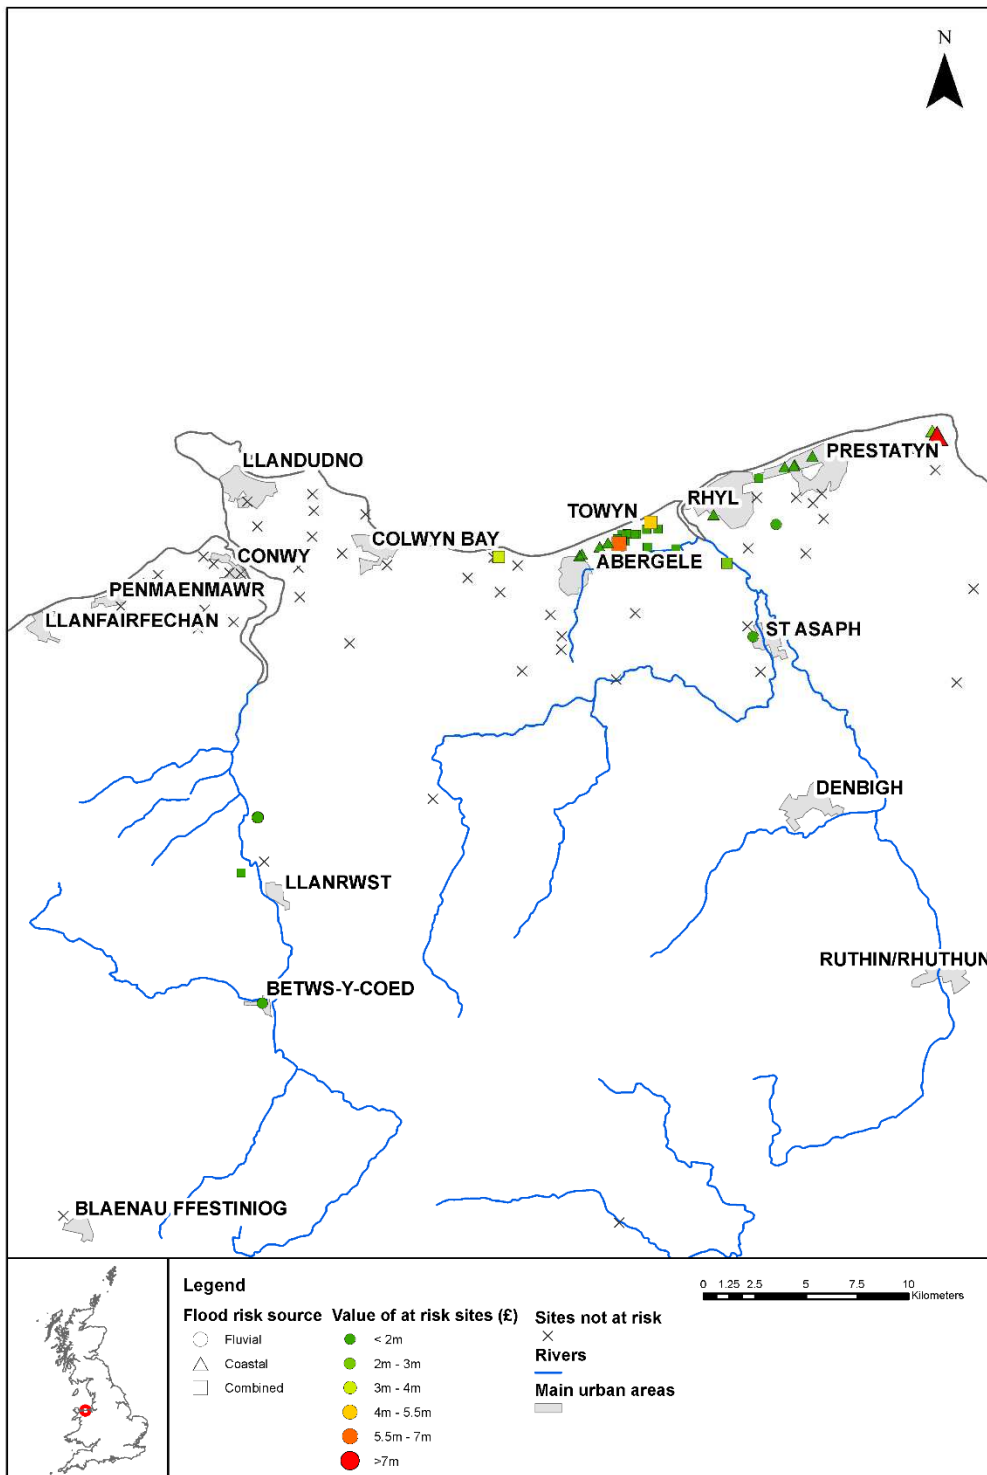 N
LLANDUDNO
PRESTATYN
RHYL
TOWYN
COLWYN BAY
CONWY
ABERGELE
PENMAENMAWR
LLANFAIRFECHAN
ST ASAPH
DENBIGH
LLANRWST
RUTHIN/RHUTHUN
BETWS-Y-COED
BLAENAU FFESTINIOG
Legend
Flood risk source
Fluvial
Coastal
Combined
Value of at risk sites (£)
< 2m
2m - 3m
3m - 4m
4m - 5.5m
5.5m - 7m
>7m
Sites not at risk
Rivers
Main urban areas
0 1.25 2.5 5 7.5 10
Kilometers